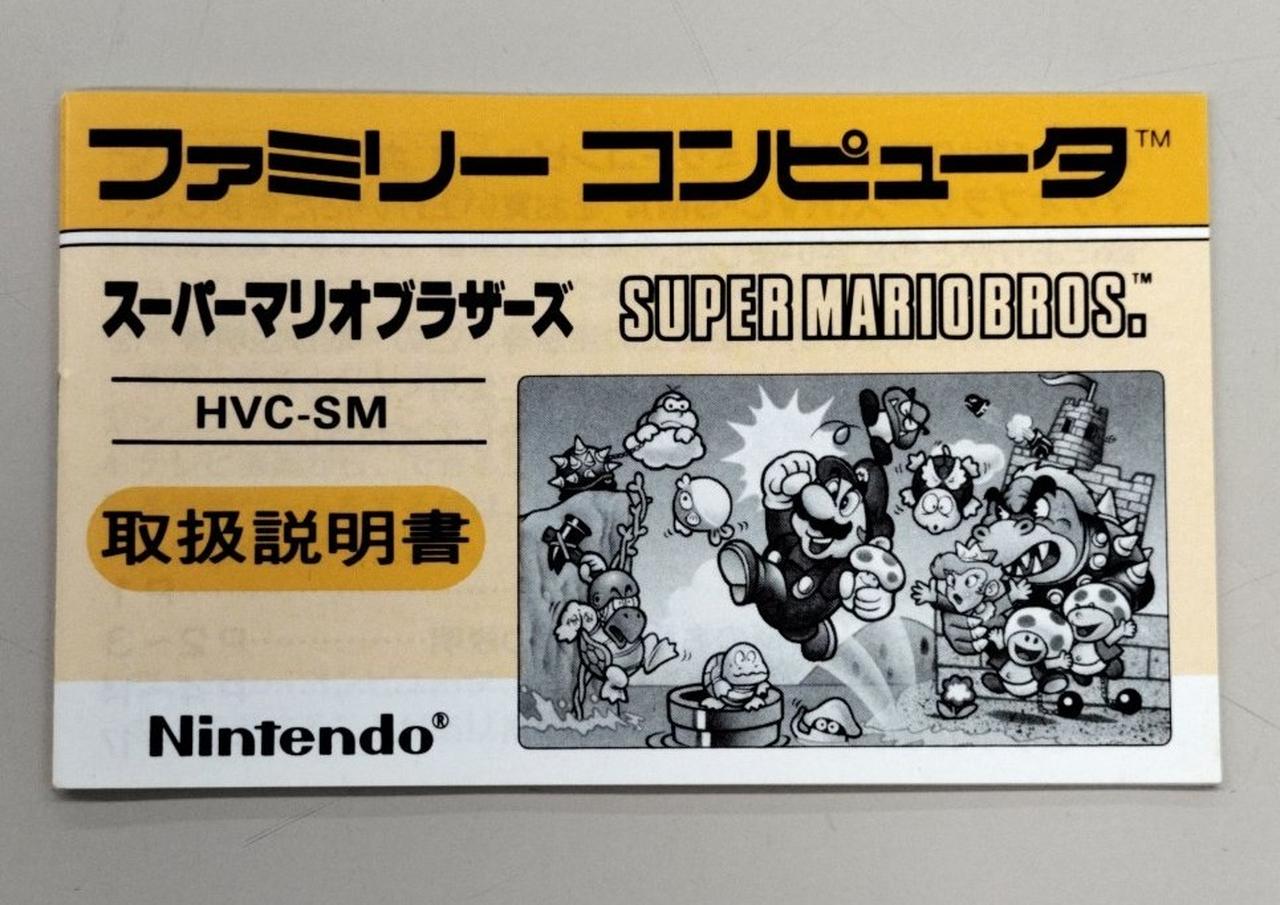 ファミリー コンピュータ™
スーパーマリオブラザーズ SUPER MARIO BROS.™
HVC-SM
取扱説明書
Nintendo®